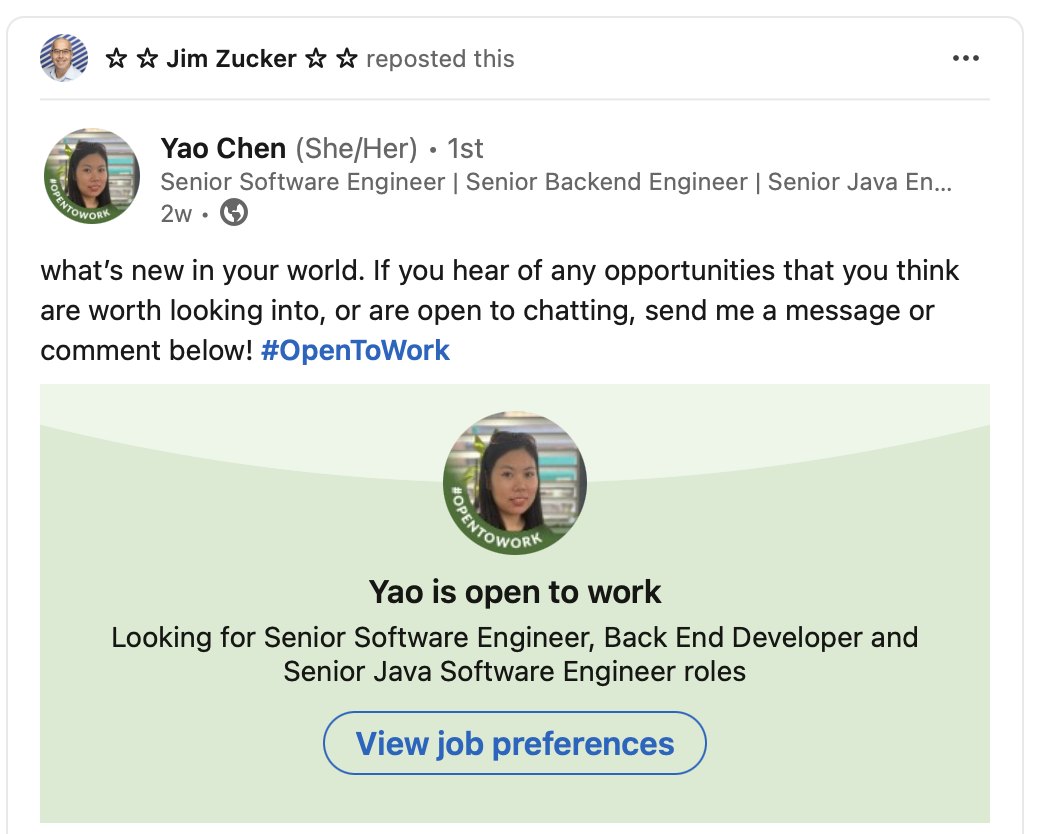 ☆ ☆ Jim Zucker ☆ ☆ reposted this
Yao Chen (She/Her) • 1st
Senior Software Engineer | Senior Backend Engineer | Senior Java En...
2w •
#OPENTOWORK
what’s new in your world. If you hear of any opportunities that you think
are worth looking into, or are open to chatting, send me a message or
comment below! #OpenToWork
#OPENTOWORK
Yao is open to work
Looking for Senior Software Engineer, Back End Developer and
Senior Java Software Engineer roles
View job preferences